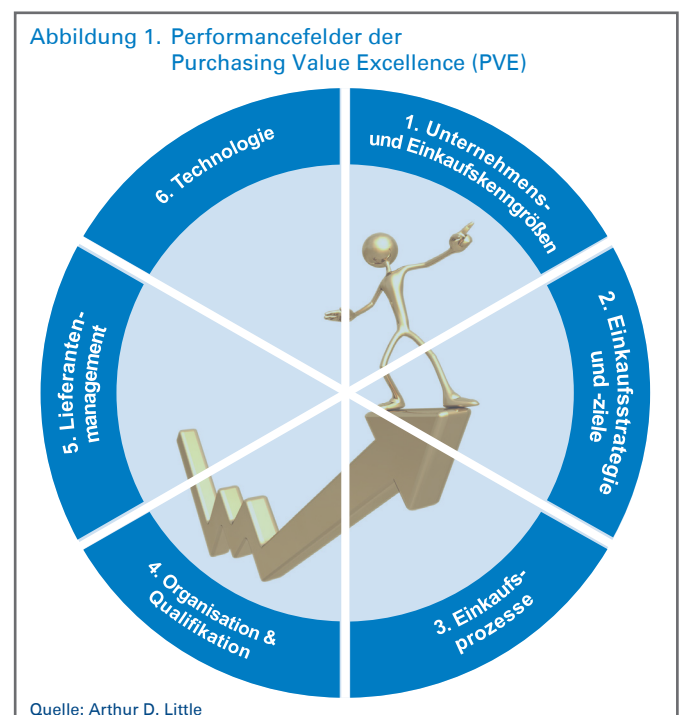 Abbildung 1. Performancefelder der
Purchasing Value Excellence (PVE)
1. Unternehmens-
und Einkaufskenngrößen
2. Einkaufsstrategie
und -ziele
3. Einkaufs-
prozesse
4. Organisation &
Qualifikation
5. Lieferanten-
management
6. Technologie
Quelle: Arthur D. Little